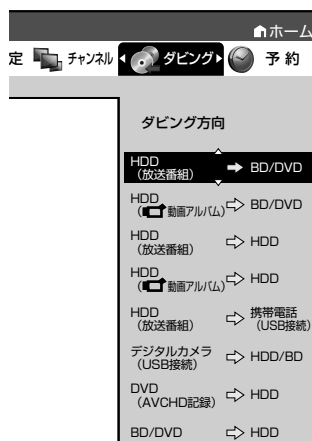 ホーム
定 チャンネル ダビング 予約
ダビング方向
HDD
(放送番組) ➡ BD/DVD
HDD
(動画アルバム) ⇨ BD/DVD
HDD
(放送番組) ⇨ HDD
HDD
(動画アルバム) ⇨ HDD
HDD
(放送番組) ⇨ 携帯電話
(USB接続)
デジタルカメラ
(USB接続) ⇨ HDD/BD
DVD
(AVCHD記録) ⇨ HDD
BD/DVD ⇨ HDD